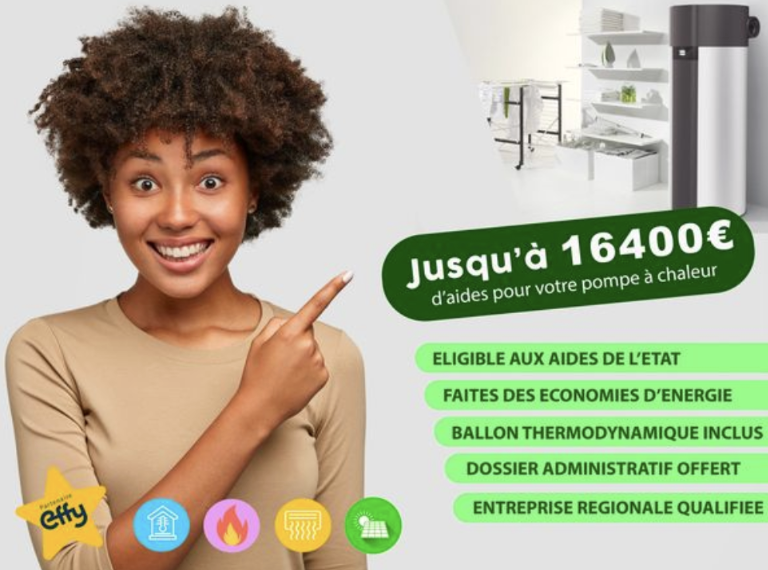 Jusqu'à 16400€
d'aides pour votre pompe à chaleur
ELIGIBLE AUX AIDES DE L'ETAT
FAITES DES ECONOMIES D'ENERGIE
BALLON THERMODYNAMIQUE INCLUS
DOSSIER ADMINISTRATIF OFFERT
ENTREPRISE REGIONALE QUALIFIEE
Partenaire
effy